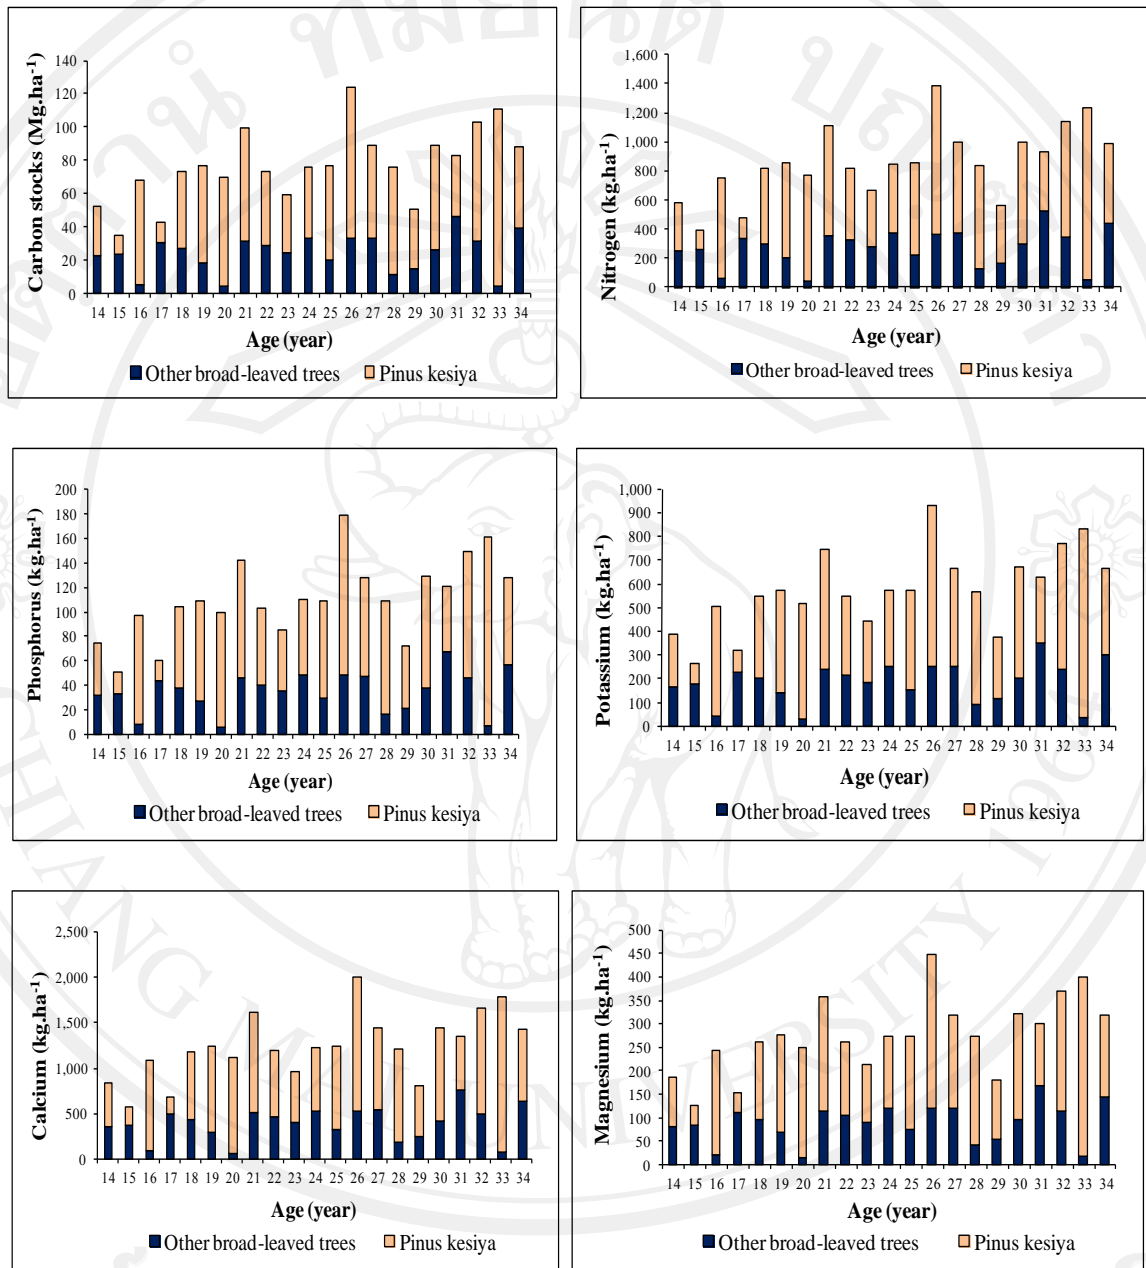 Carbon stocks (Mg.ha-1)
140
120
100
80
60
40
20
0
14 15 16 17 18 19 20 21 22 23 24 25 26 27 28 29 30 31 32 33 34
Age (year)
Other broad-leaved trees Pinus kesiya
Nitrogen (kg.ha-1)
1,600
1,400
1,200
1,000
800
600
400
200
0
14 15 16 17 18 19 20 21 22 23 24 25 26 27 28 29 30 31 32 33 34
Age (year)
Other broad-leaved trees Pinus kesiya
Phosphorus (kg.ha-1)
200
180
160
140
120
100
80
60
40
20
0
14 15 16 17 18 19 20 21 22 23 24 25 26 27 28 29 30 31 32 33 34
Age (year)
Other broad-leaved trees Pinus kesiya
Potassium (kg.ha-1)
1,000
900
800
700
600
500
400
300
200
100
0
14 15 16 17 18 19 20 21 22 23 24 25 26 27 28 29 30 31 32 33 34
Age (year)
Other broad-leaved trees Pinus kesiya
Calcium (kg.ha-1)
2,500
2,000
1,500
1,000
500
0
14 15 16 17 18 19 20 21 22 23 24 25 26 27 28 29 30 31 32 33 34
Age (year)
Other broad-leaved trees Pinus kesiya
Magnesium (kg.ha-1)
500
450
400
350
300
250
200
150
100
50
0
14 15 16 17 18 19 20 21 22 23 24 25 26 27 28 29 30 31 32 33 34
Age (year)
Other broad-leaved trees Pinus kesiya
CHIANG MAI UNIVERSITY 1964